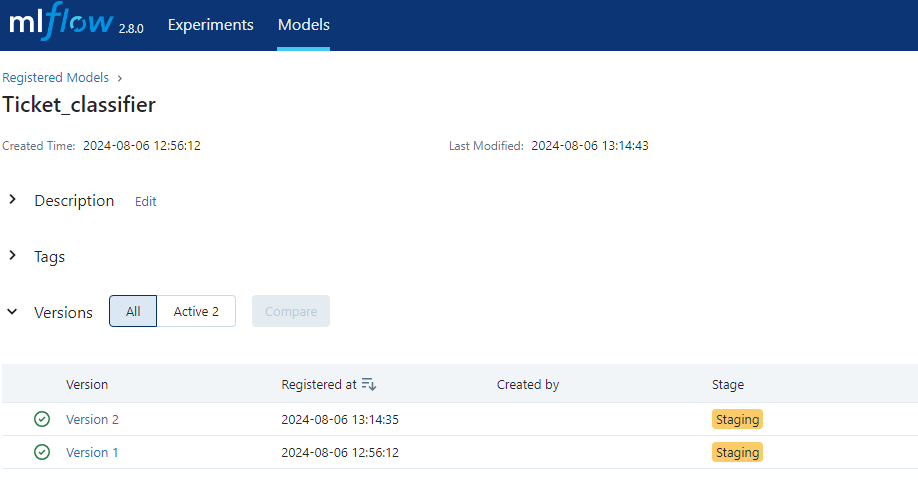 mlflow 2.8.0 Experiments Models
Registered Models
Ticket_classifier
Created Time: 2024-08-06 12:56:12 Last Modified: 2024-08-06 13:14:43
Description Edit
Tags
Versions All Active 2 Compare
Version Registered at Created by Stage
Version 2 2024-08-06 13:14:35 Staging
Version 1 2024-08-06 12:56:12 Staging